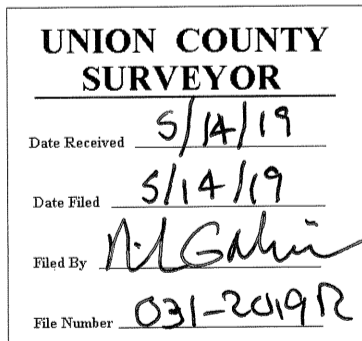 UNION COUNTY
SURVEYOR
Date Received 5/14/19
Date Filed 5/14/19
Filed By
File Number 031-2019R